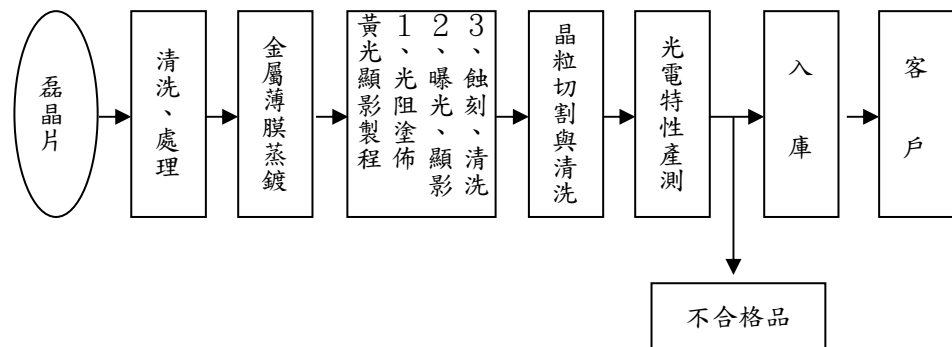 磊晶片
清洗、處理
金屬薄膜蒸鍍
黃光顯影製程
1、光阻塗佈
2、曝光、顯影
3、蝕刻、清洗
晶粒切割與清洗
光電特性產測
入庫
客戶
不合格品